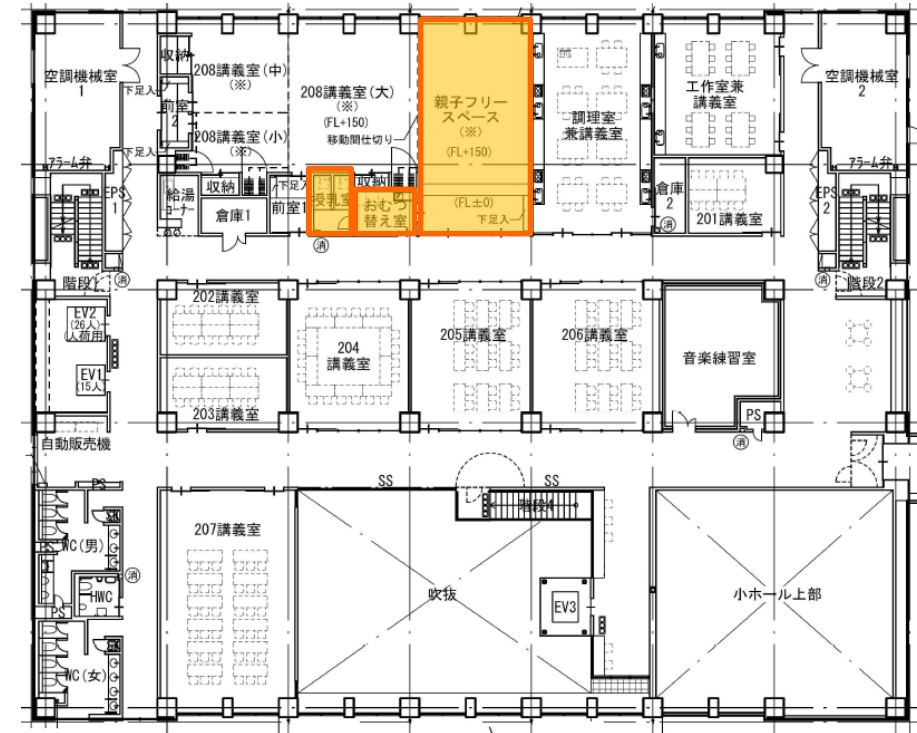 空調機械室
1
収納
下足入
前室
2
下足入
208講義室(中)
(※)
208講義室(小)
(※)
208講義室(大)
(※)
(FL+150)
移動間仕切り
親子フリー
スペース
(※)
(FL+150)
(FL±0)
下足入
調理室
兼講義室
工作室兼
講義室
空調機械室
2
アラーム弁
EPS
1
給湯
コーナー
収納
倉庫1
下足入
前室1
授乳室
収納
おむつ
替え室
消
倉庫
2
消
201講義室
アラーム弁
EPS
2
階段1
消
消
階段2
EV2
(26人)
(人荷用)
EV1
(15人)
202講義室
203講義室
204
講義室
205講義室
206講義室
音楽練習室
PS
消
自動販売機
PS
WC(男)
PS
消
HWC
PS
WC(女)
207講義室
SS
SS
階段4
吹抜
EV3
小ホール上部